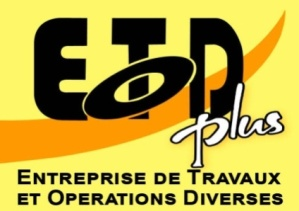 ETD
plus
ENTREPRISE DE TRAVAUX
ET OPERATIONS DIVERSES